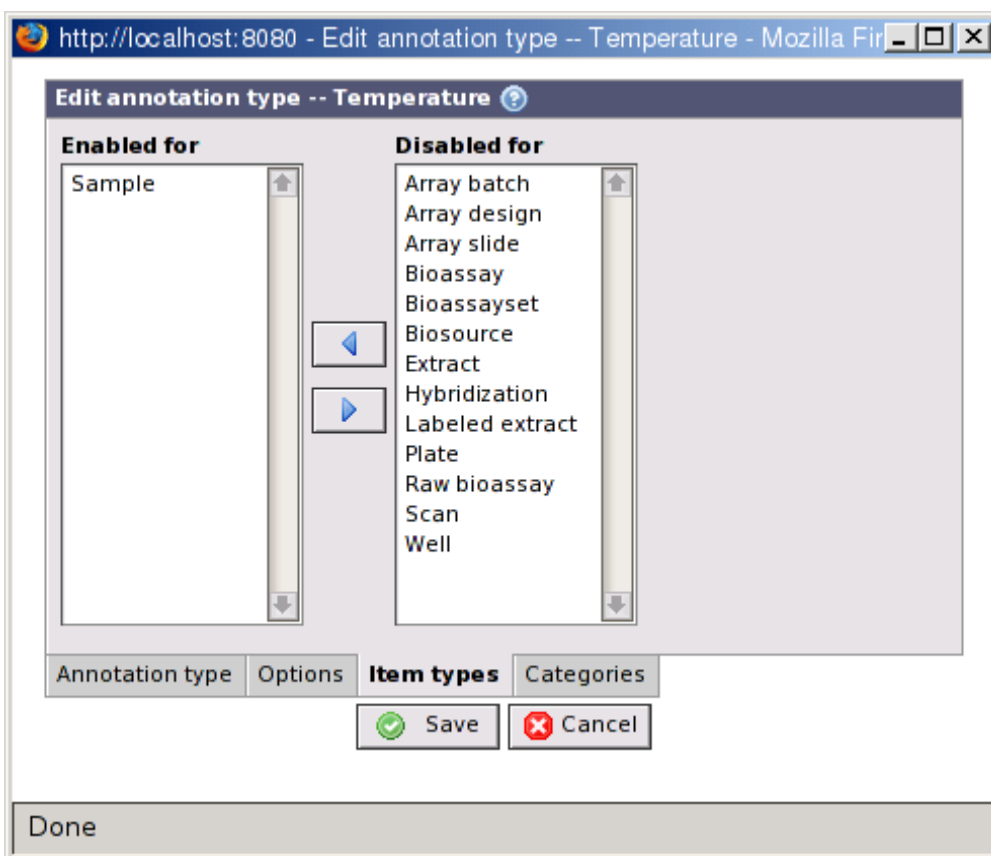 http://localhost:8080 - Edit annotation type -- Temperature - Mozilla Fir
Edit annotation type -- Temperature ?
Enabled for
Sample
Disabled for
Array batch
Array design
Array slide
Bioassay
Bioassayset
Biosource
Extract
Hybridization
Labeled extract
Plate
Raw bioassay
Scan
Well
Annotation type Options Item types Categories
Save Cancel
Done